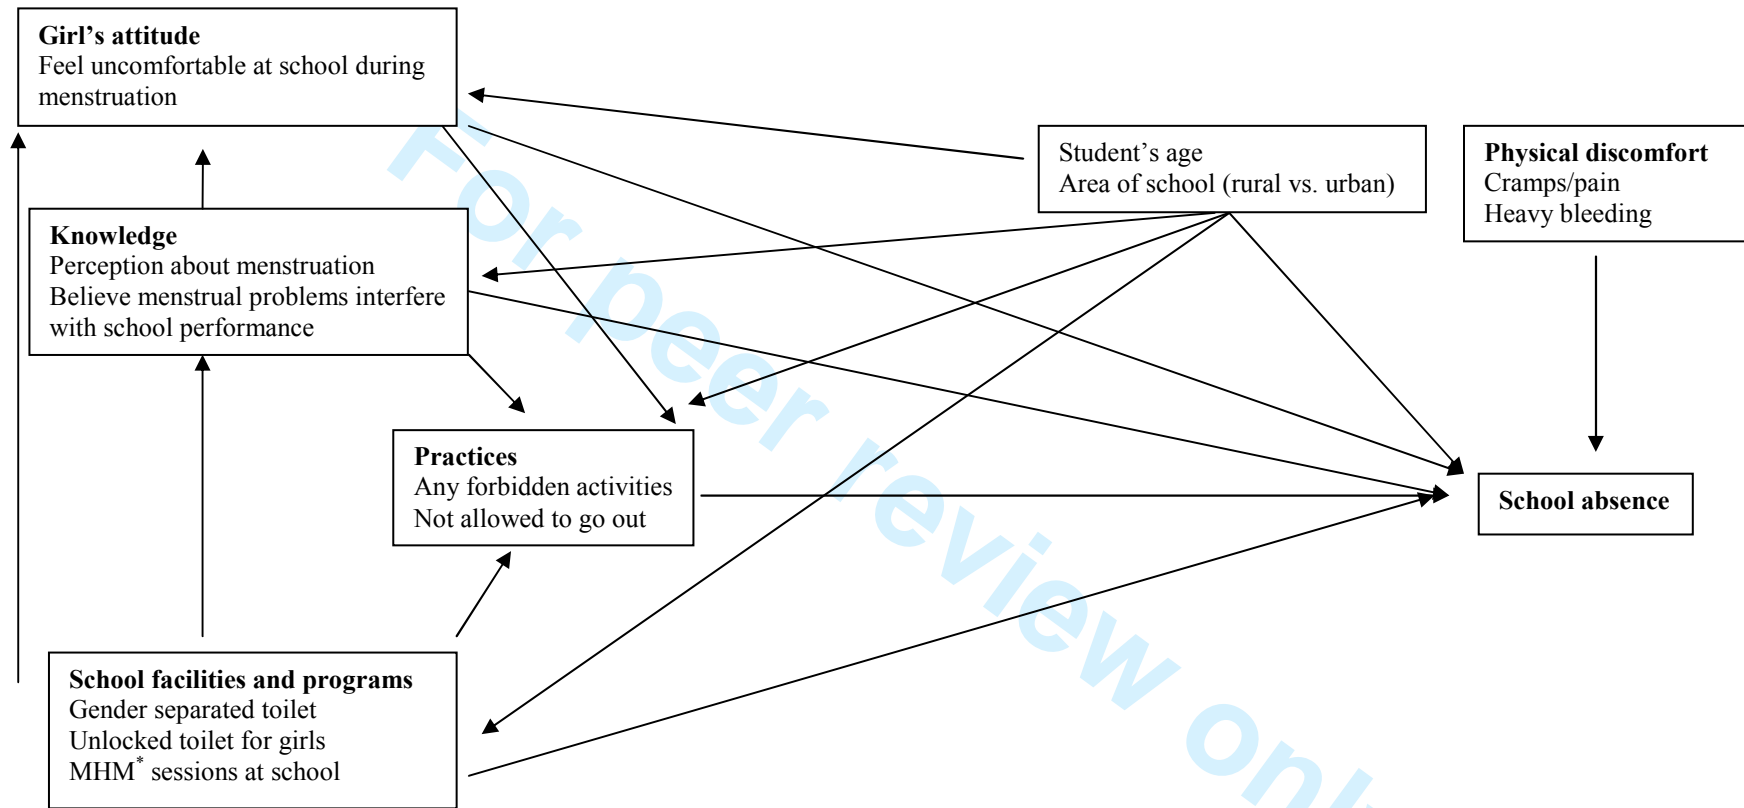 Girl's attitude
Feel uncomfortable at school during
menstruation
Student's age
Area of school (rural vs. urban)
Physical discomfort
Cramps/pain
Heavy bleeding
Knowledge
Perception about menstruation
Believe menstrual problems interfere
with school performance
Practices
Any forbidden activities
Not allowed to go out
School absence
School facilities and programs
Gender separated toilet
Unlocked toilet for girls
MHM* sessions at school
For peer review only